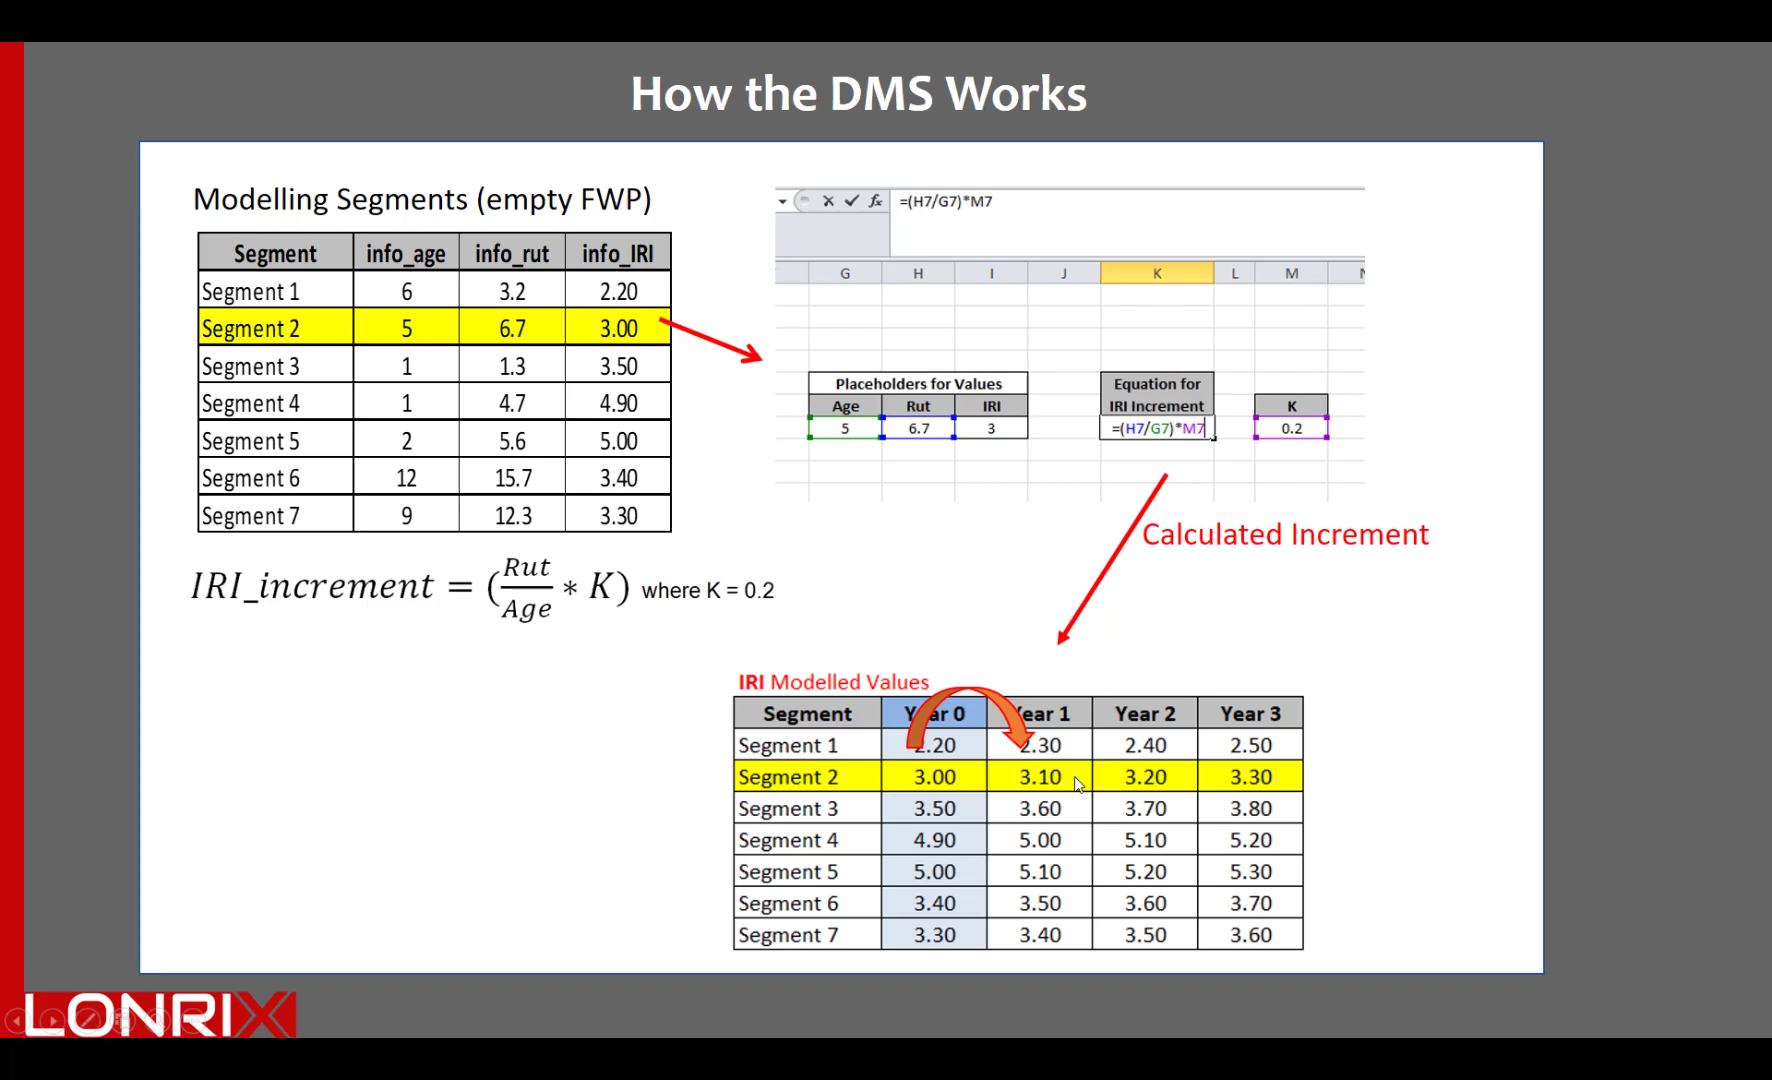 How the DMS Works
Modelling Segments (empty FWP)
Segment info_age info_rut info_IRI
Segment 1 6 3.2 2.20
Segment 2 5 6.7 3.00
Segment 3 1 1.3 3.50
Segment 4 1 4.7 4.90
Segment 5 2 5.6 5.00
Segment 6 12 15.7 3.40
Segment 7 9 12.3 3.30
IRI_increment = (Rut/Age * K) where K = 0.2
fx =(H7/G7)*M7
G H I J K L M
Placeholders for Values
Age Rut IRI
5 6.7 3
Equation for
IRI Increment
=(H7/G7)*M7
K
0.2
Calculated Increment
IRI Modelled Values
Segment Year 0 Year 1 Year 2 Year 3
Segment 1 2.20 2.30 2.40 2.50
Segment 2 3.00 3.10 3.20 3.30
Segment 3 3.50 3.60 3.70 3.80
Segment 4 4.90 5.00 5.10 5.20
Segment 5 5.00 5.10 5.20 5.30
Segment 6 3.40 3.50 3.60 3.70
Segment 7 3.30 3.40 3.50 3.60
LONRIX